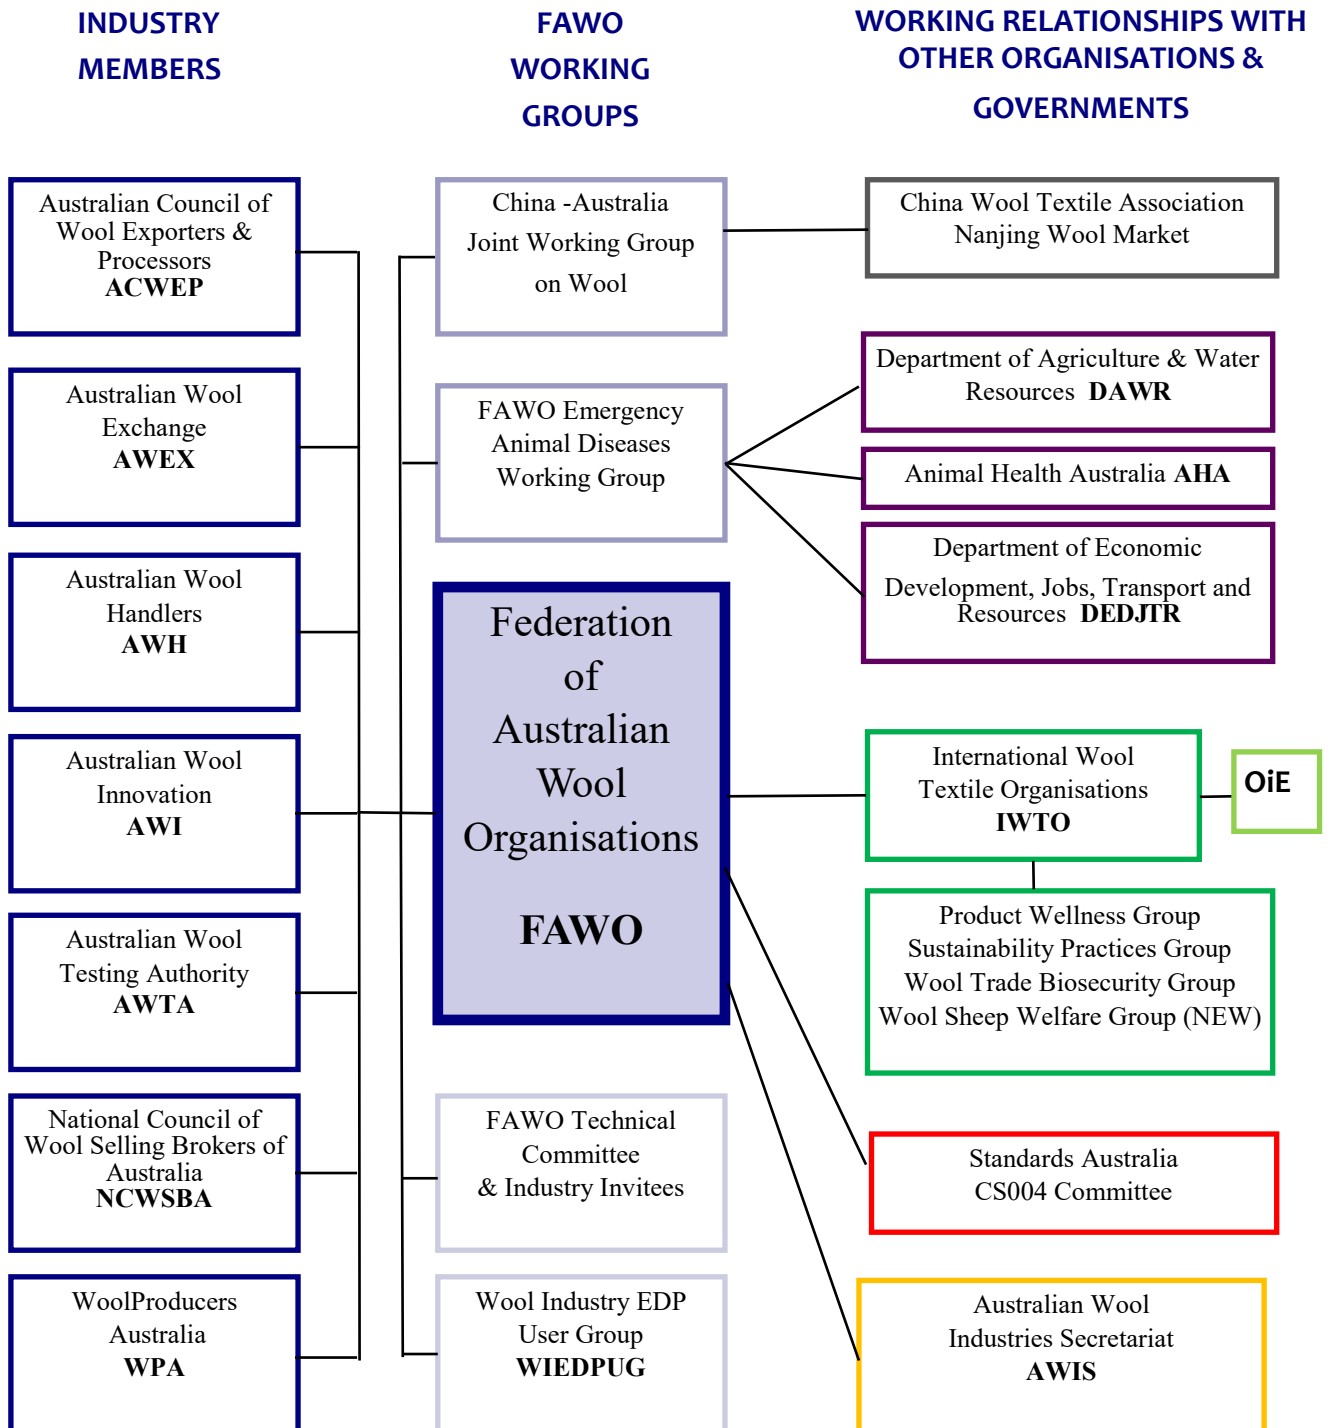 INDUSTRY
MEMBERS
FAWO
WORKING
GROUPS
WORKING RELATIONSHIPS WITH
OTHER ORGANISATIONS &
GOVERNMENTS
Australian Council of
Wool Exporters &
Processors
ACWEP
Australian Wool
Exchange
AWEX
Australian Wool
Handlers
AWH
Australian Wool
Innovation
AWI
Australian Wool
Testing Authority
AWTA
National Council of
Wool Selling Brokers of
Australia
NCWSBA
WoolProducers
Australia
WPA
China -Australia
Joint Working Group
on Wool
FAWO Emergency
Animal Diseases
Working Group
Federation
of
Australian
Wool
Organisations
FAWO
FAWO Technical
Committee
& Industry Invitees
Wool Industry EDP
User Group
WIEDPUG
China Wool Textile Association
Nanjing Wool Market
Department of Agriculture & Water
Resources DAWR
Animal Health Australia AHA
Department of Economic
Development, Jobs, Transport and
Resources DEDJTR
International Wool
Textile Organisations
IWTO
OiE
Product Wellness Group
Sustainability Practices Group
Wool Trade Biosecurity Group
Wool Sheep Welfare Group (NEW)
Standards Australia
CS004 Committee
Australian Wool
Industries Secretariat
AWIS